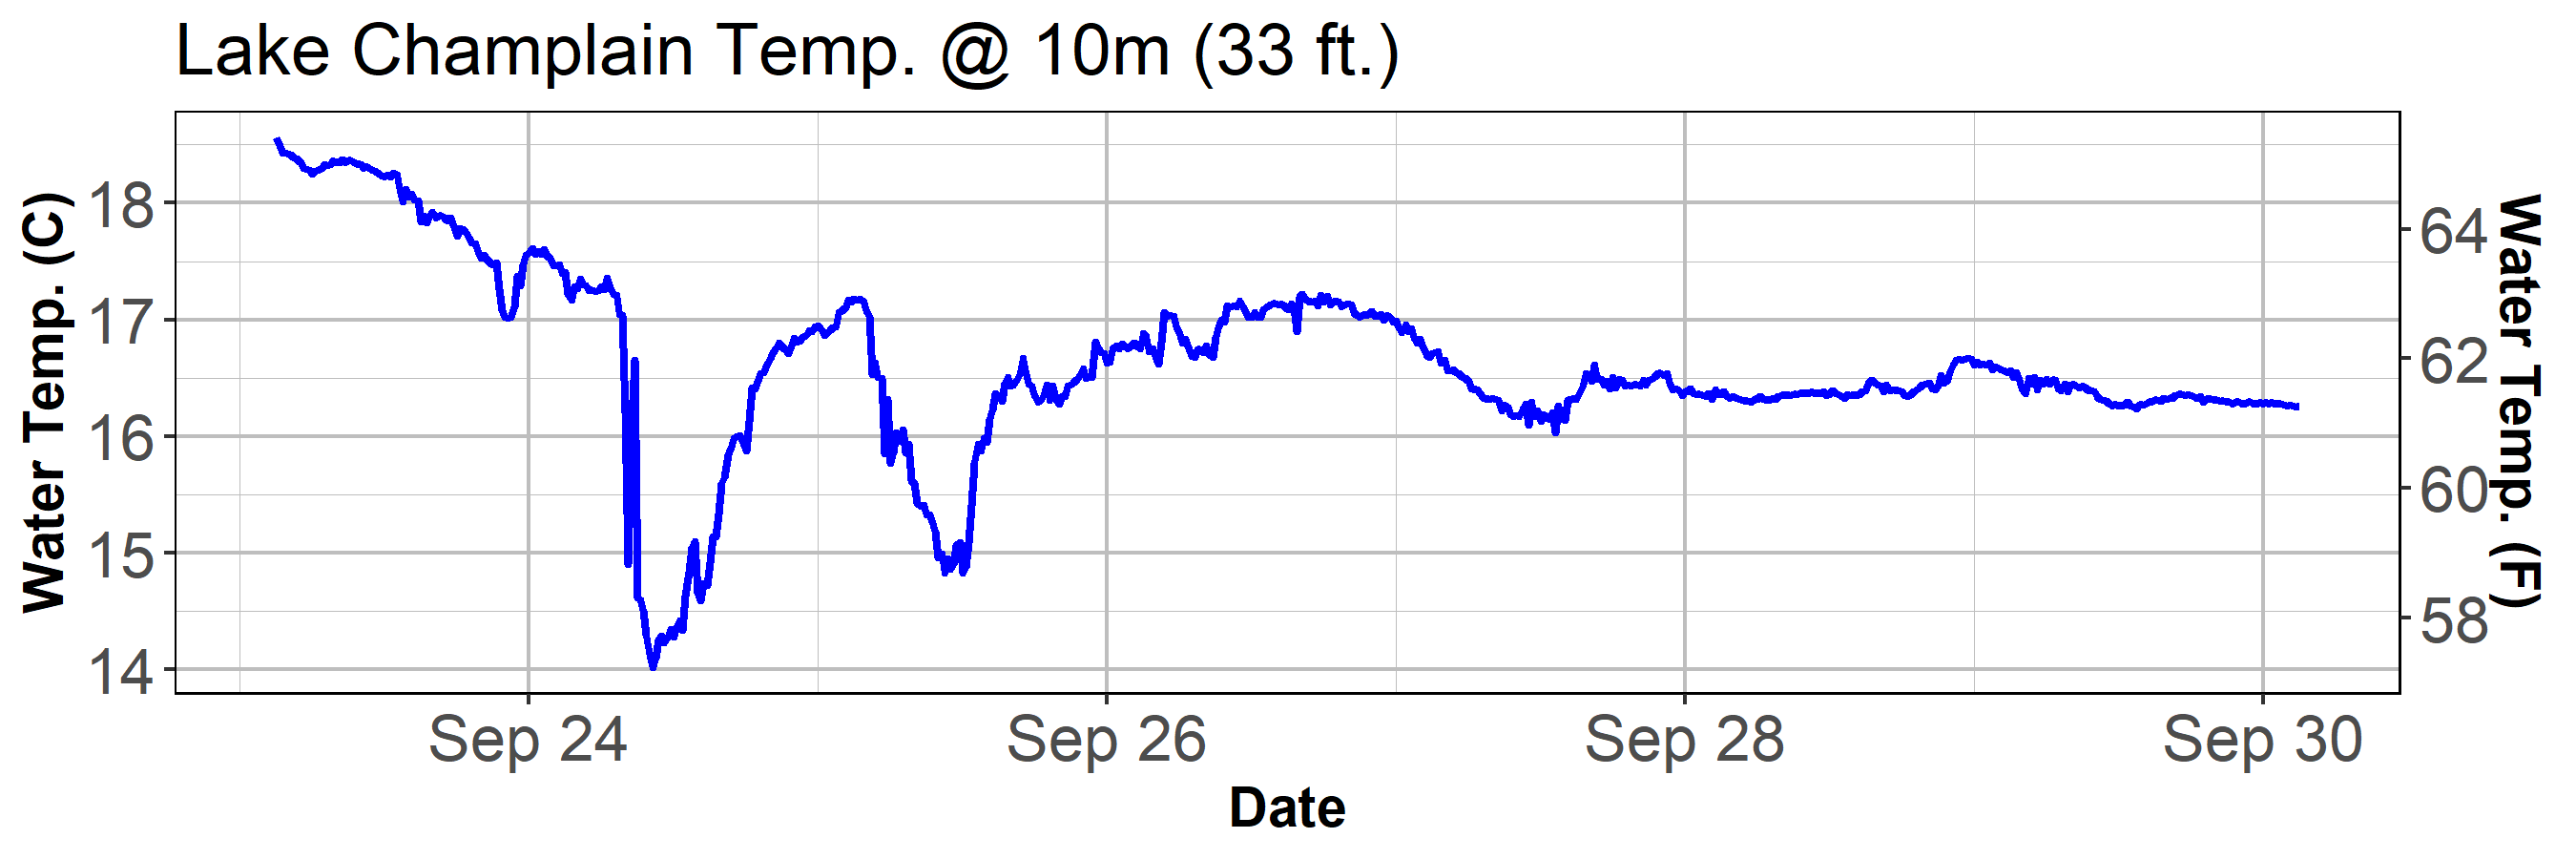 Lake Champlain Temp. @ 10m (33 ft.)
Water Temp. (C)
18
17
16
15
14
64
62
60
58
Water Temp. (F)
Sep 24 Sep 26 Sep 28 Sep 30
Date